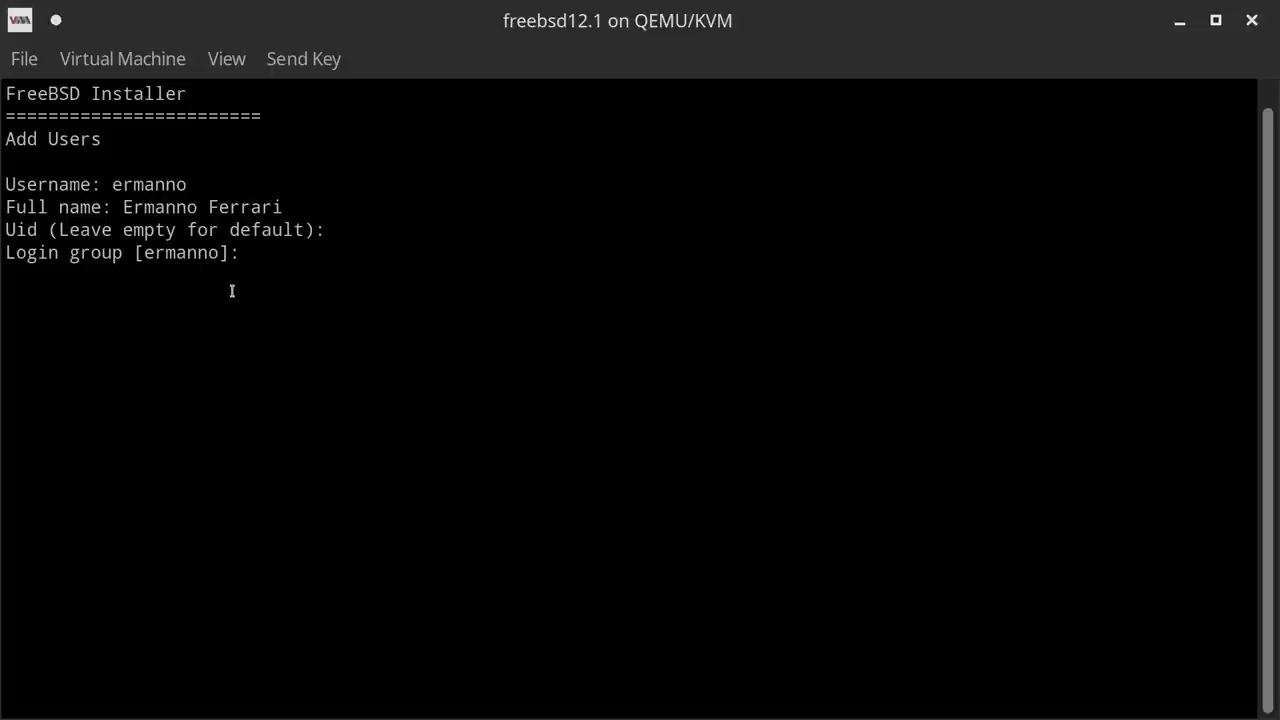 freebsd12.1 on QEMU/KVM
File Virtual Machine View Send Key
FreeBSD Installer
========================
Add Users
Username: ermanno
Full name: Ermanno Ferrari
Uid (Leave empty for default):
Login group [ermanno]: